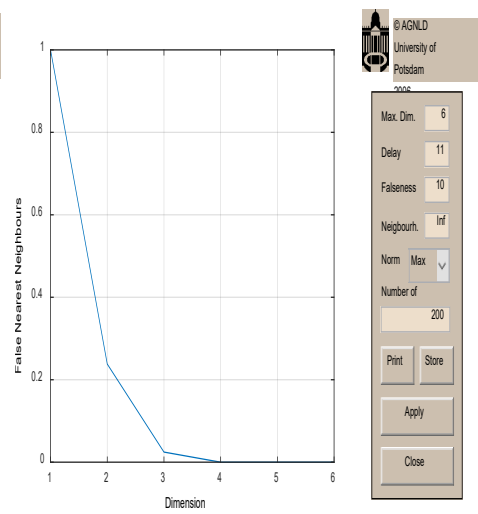 © AGNLD
University of
Potsdam
2006
Max. Dim. 6
Delay 11
Falseness 10
Neigbourh. Inf
Norm Max
Number of
200
Print Store
Apply
Close
False Nearest Neighbours
1
0.8
0.6
0.4
0.2
0
1 2 3 4 5 6
Dimension